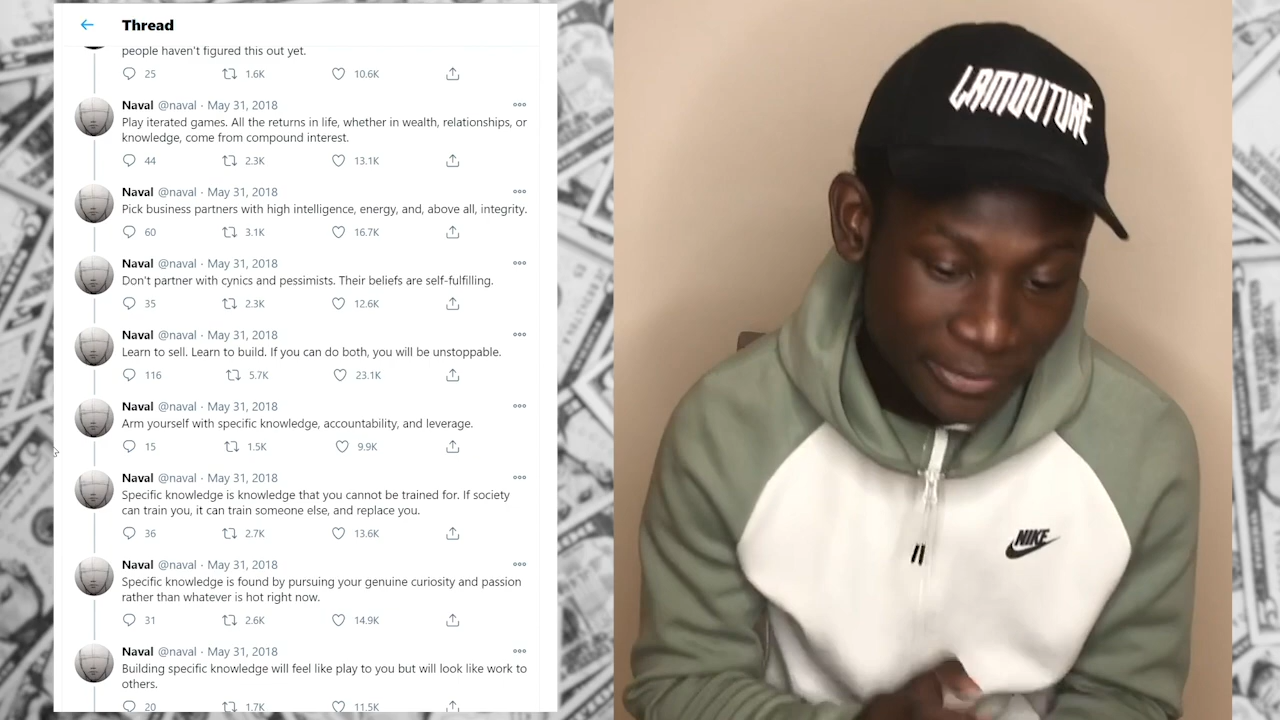 Thread
people haven't figured this out yet.
25 1.6K 10.6K
Naval @naval · May 31, 2018
Play iterated games. All the returns in life, whether in wealth, relationships, or
knowledge, come from compound interest.
44 2.3K 13.1K
Naval @naval · May 31, 2018
Pick business partners with high intelligence, energy, and, above all, integrity.
60 3.1K 16.7K
Naval @naval · May 31, 2018
Don't partner with cynics and pessimists. Their beliefs are self-fulfilling.
35 2.3K 12.6K
Naval @naval · May 31, 2018
Learn to sell. Learn to build. If you can do both, you will be unstoppable.
116 5.7K 23.1K
Naval @naval · May 31, 2018
Arm yourself with specific knowledge, accountability, and leverage.
15 1.5K 9.9K
Naval @naval · May 31, 2018
Specific knowledge is knowledge that you cannot be trained for. If society
can train you, it can train someone else, and replace you.
36 2.7K 13.6K
Naval @naval · May 31, 2018
Specific knowledge is found by pursuing your genuine curiosity and passion
rather than whatever is hot right now.
31 2.6K 14.9K
Naval @naval · May 31, 2018
Building specific knowledge will feel like play to you but will look like work to
others.
20 1.7K 11.5K
LAMOUTURE
NIKE